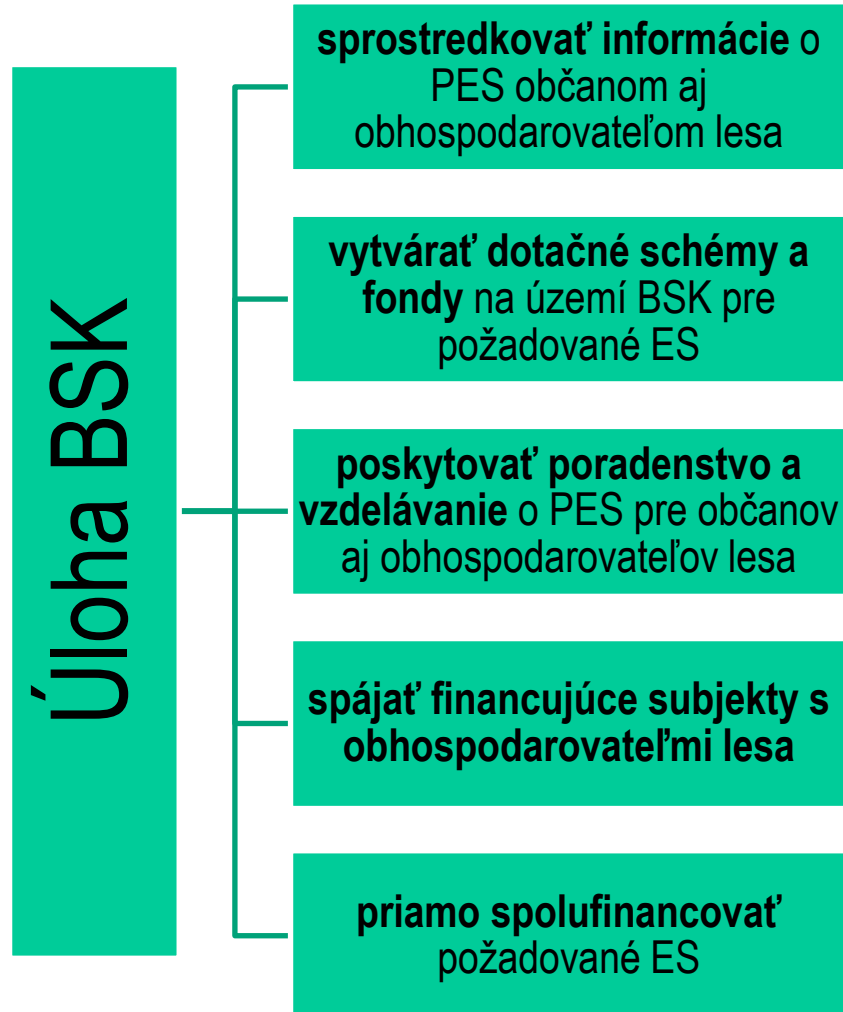 Úloha BSK
sprostredkovať informácie o
PES občanom aj
obhospodarovateľom lesa
vytvárať dotačné schémy a
fondy na území BSK pre
požadované ES
poskytovať poradenstvo a
vzdelávanie o PES pre občanov
aj obhospodarovateľov lesa
spájať financujúce subjekty s
obhospodarovateľmi lesa
priamo spolufinancovať
požadované ES